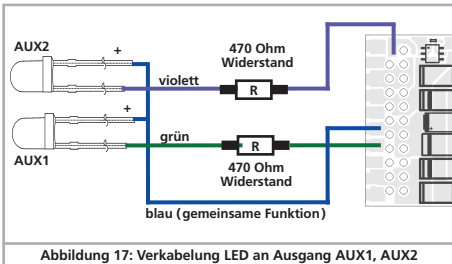 AUX2
+
470 Ohm
Widerstand
violett
R
+
grün
R
AUX1
470 Ohm
Widerstand
blau (gemeinsame Funktion)
Abbildung 17: Verkabelung LED an Ausgang AUX1, AUX2